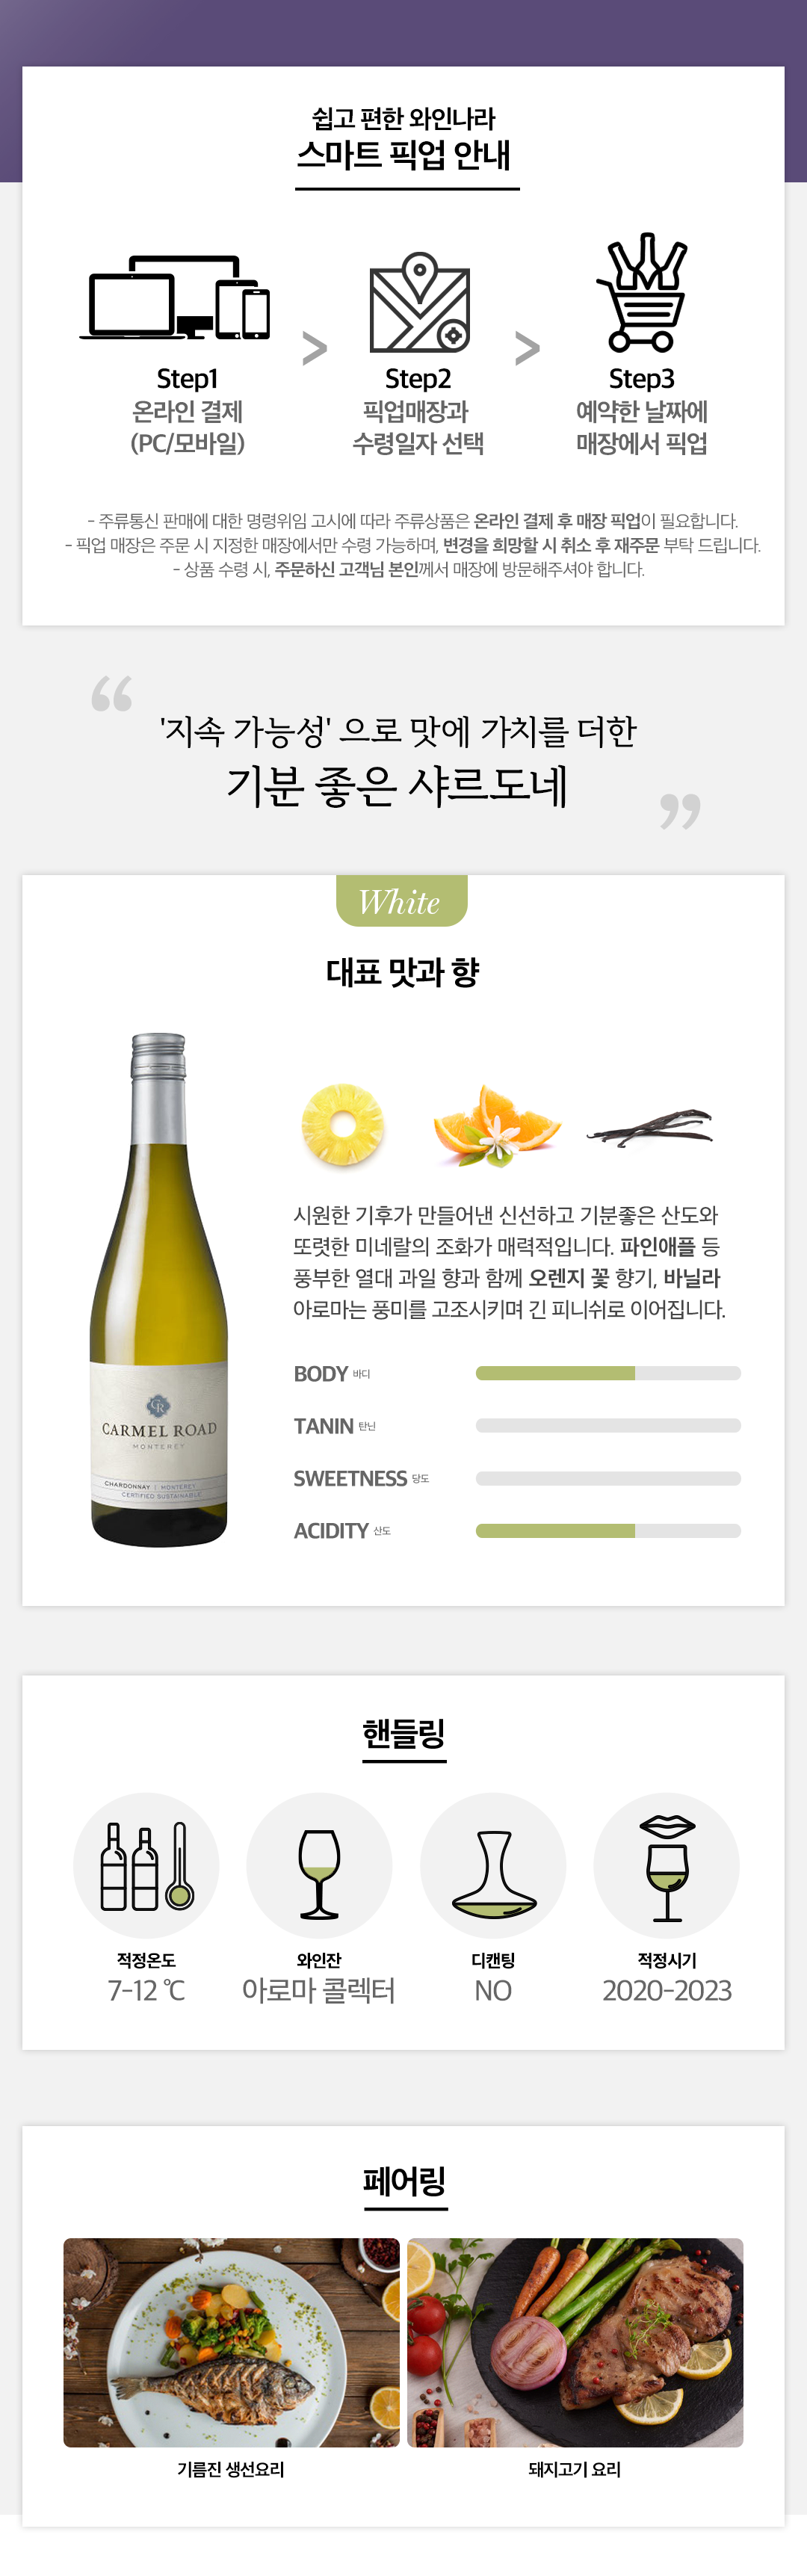 쉽고 편한 와인나라
스마트 픽업 안내
Step1
온라인 결제
(PC/모바일)
>
Step2
픽업매장과
수령일자 선택
>
Step3
예약한 날짜에
매장에서 픽업
- 주류통신 판매에 대한 명령위임 고시에 따라 주류상품은 온라인 결제 후 매장 픽업이 필요합니다.
- 픽업 매장은 주문 시 지정한 매장에서만 수령 가능하며, 변경을 희망할 시 취소 후 재주문 부탁 드립니다.
- 상품 수령 시, 주문하신 고객님 본인께서 매장에 방문해주셔야 합니다.
“
'지속 가능성' 으로 맛에 가치를 더한
기분 좋은 샤르도네
”
White
대표 맛과 향
시원한 기후가 만들어낸 신선하고 기분좋은 산도와
또렷한 미네랄의 조화가 매력적입니다. 파인애플 등
풍부한 열대 과일 향과 함께 오렌지 꽃 향기, 바닐라
아로마는 풍미를 고조시키며 긴 피니쉬로 이어집니다.
CR
CARMEL ROAD
MONTEREY
CHARDONNAY | MONTEREY
CERTIFIED SUSTAINABLE
BODY 바디
TANIN 탄닌
SWEETNESS 당도
ACIDITY 산도
핸들링
적정온도
7-12 ℃
와인잔
아로마 콜렉터
디캔팅
NO
적정시기
2020-2023
페어링
기름진 생선요리
돼지고기 요리